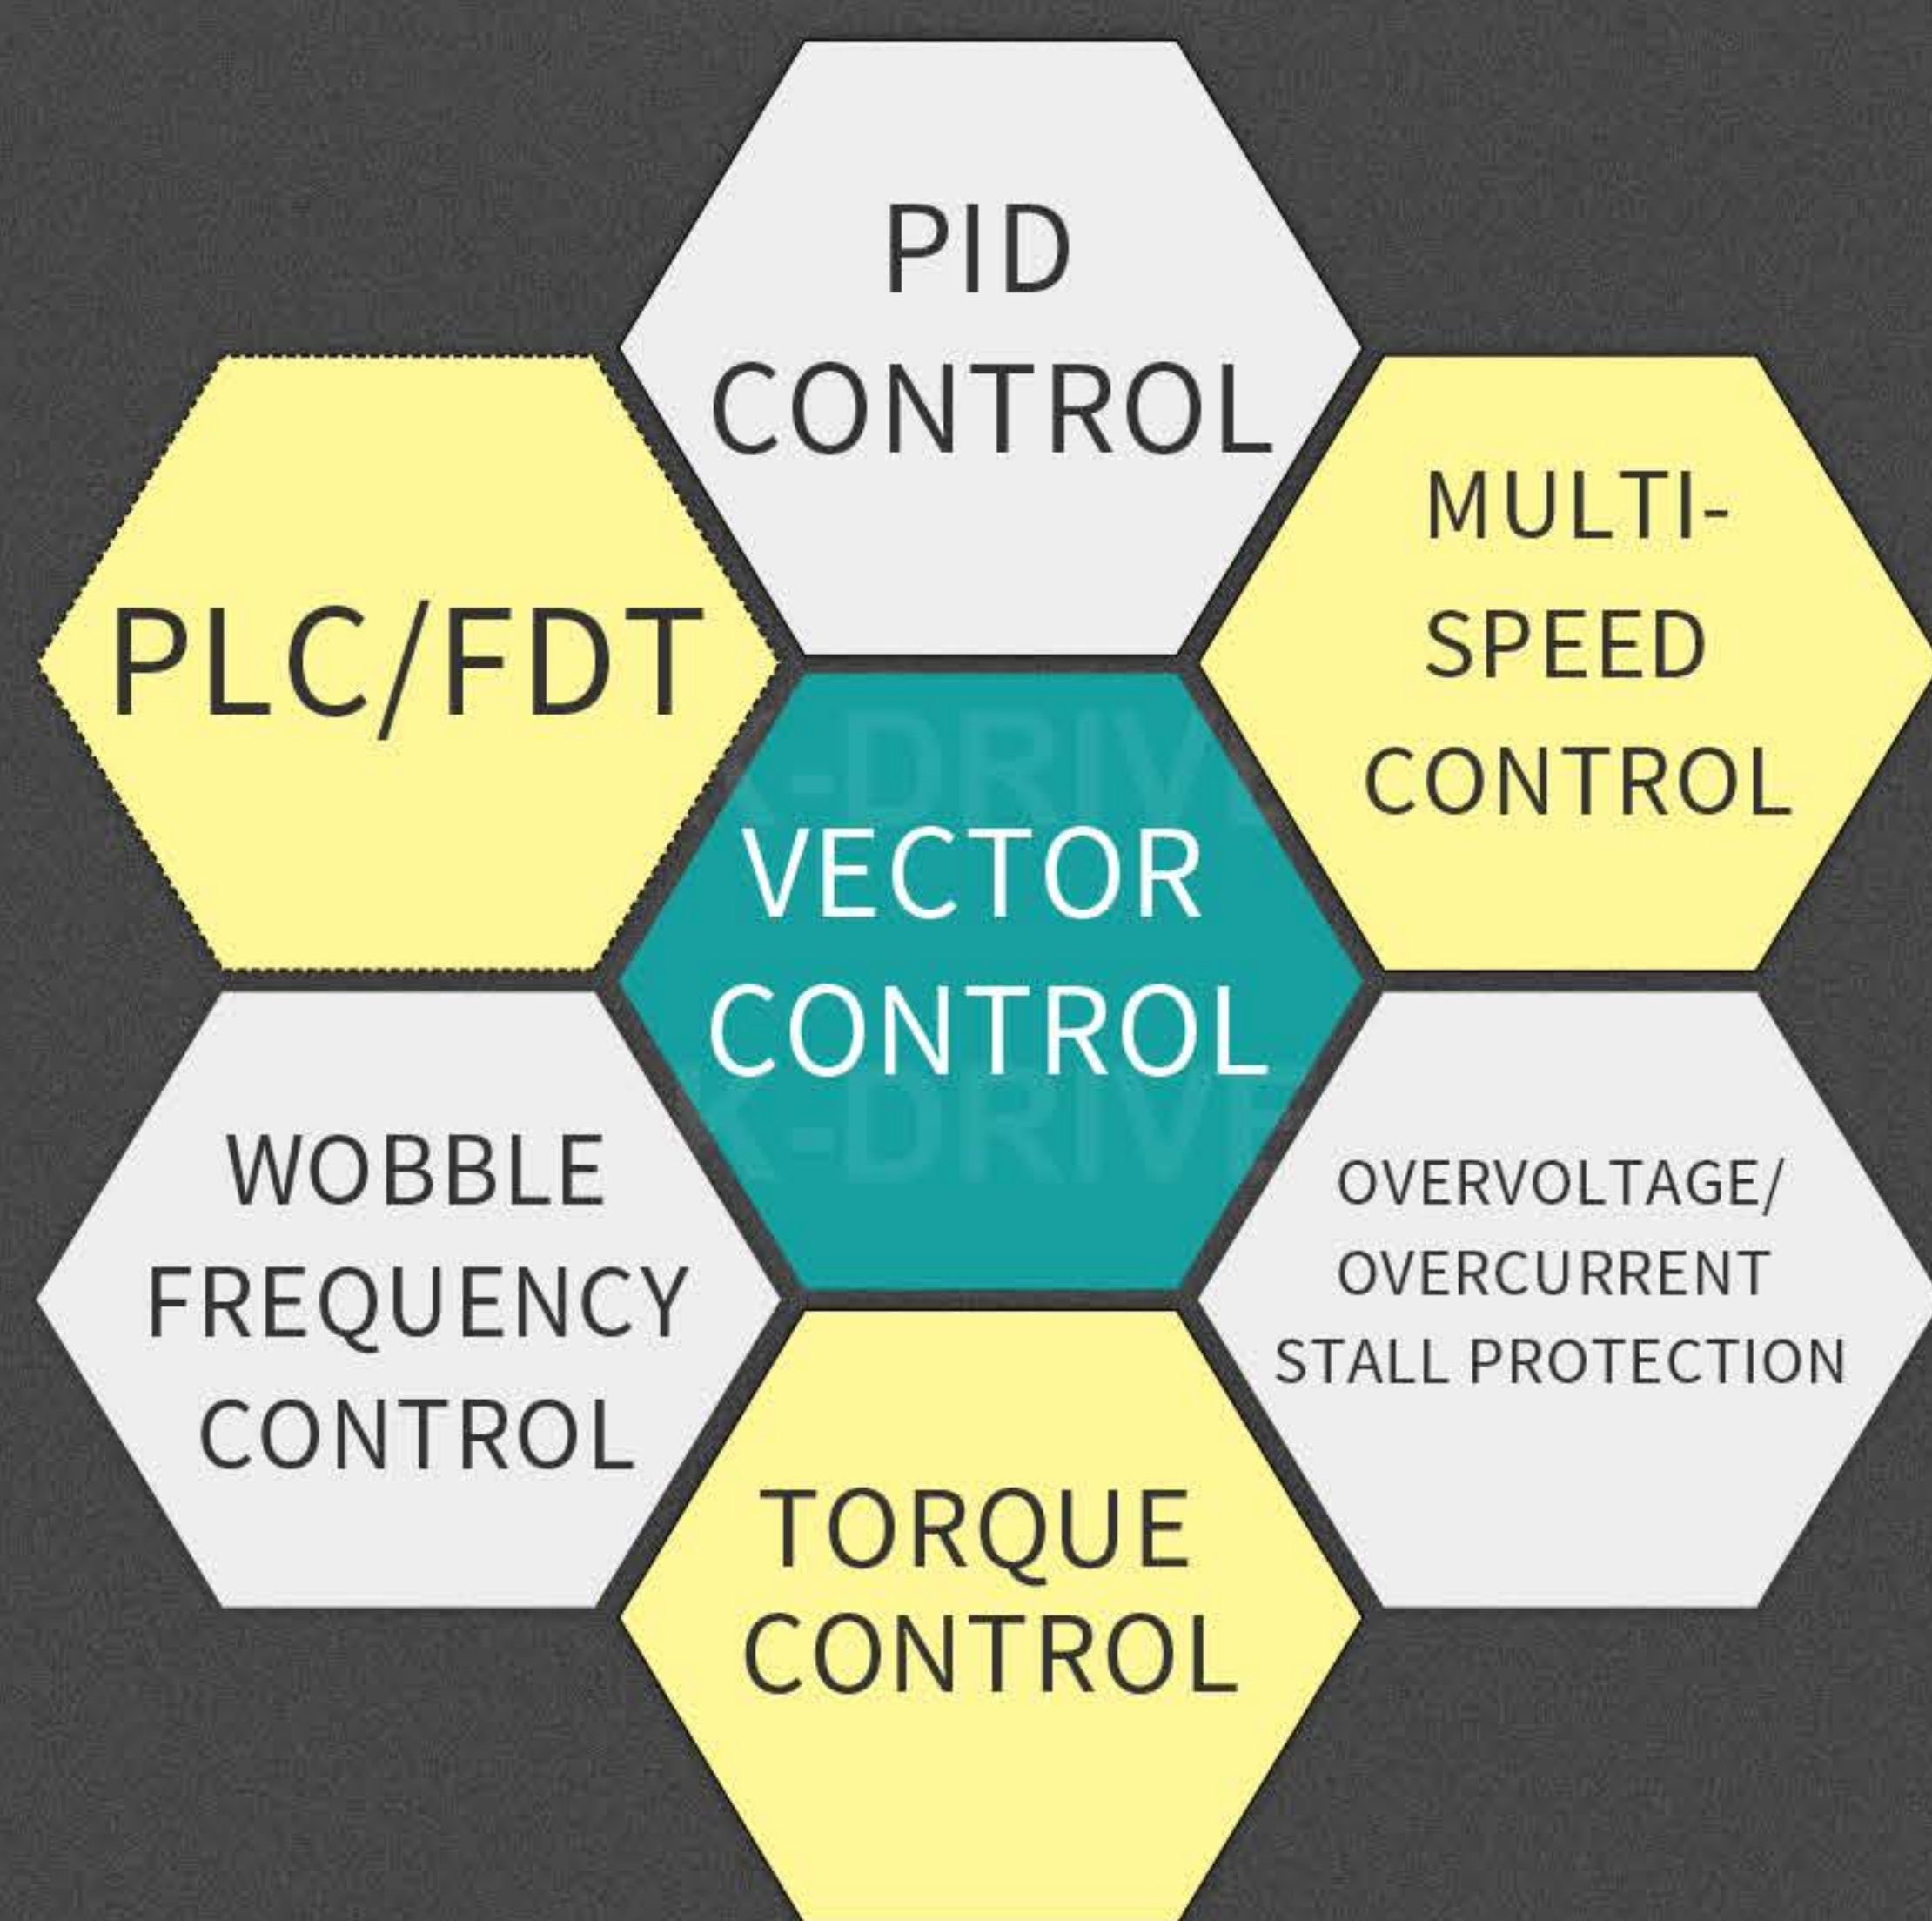 PID
CONTROL
PLC/FDT
MULTI-
SPEED
CONTROL
VECTOR
CONTROL
WOBBLE
FREQUENCY
CONTROL
OVERVOLTAGE/
OVERCURRENT
STALL PROTECTION
TORQUE
CONTROL